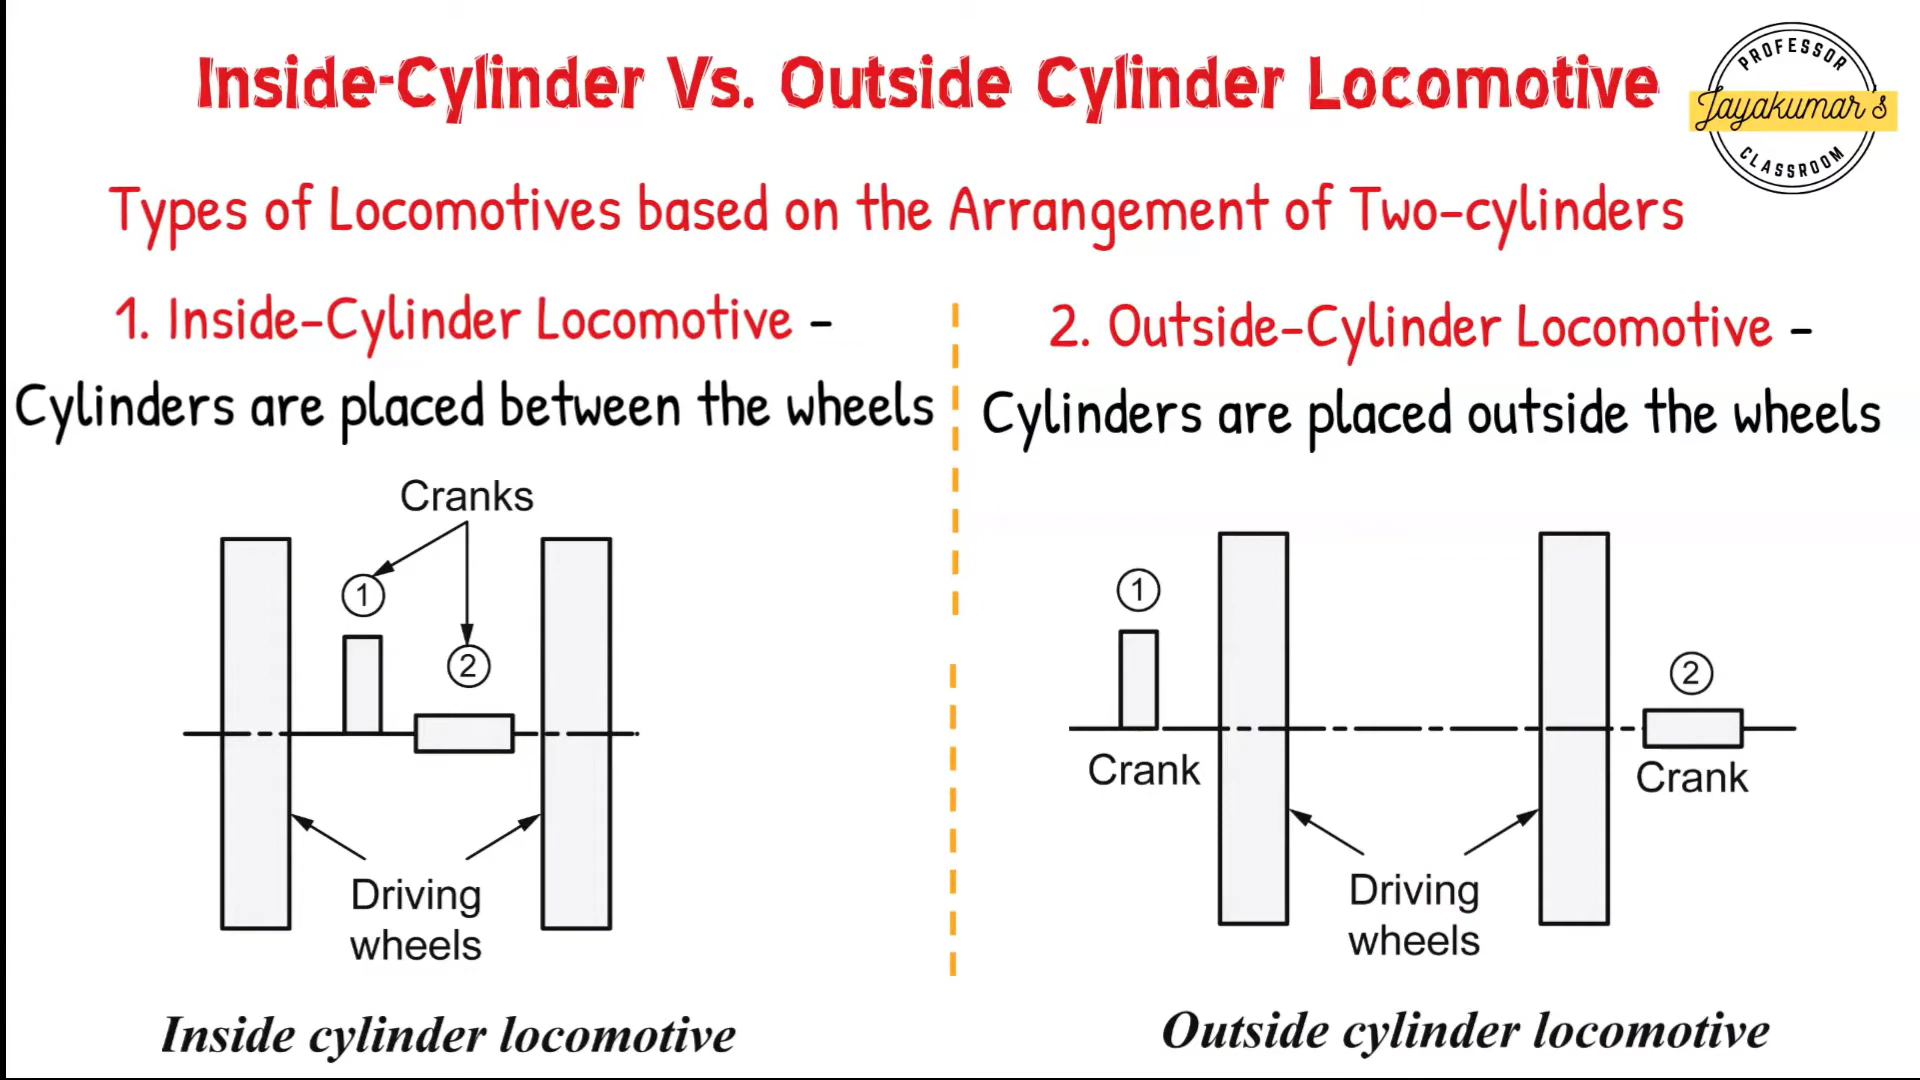 Inside-Cylinder Vs. Outside Cylinder Locomotive
PROFESSOR
Jayakumar's
CLASSROOM
Types of Locomotives based on the Arrangement of Two-cylinders
1. Inside-Cylinder Locomotive -
Cylinders are placed between the wheels
Cranks
1
2
Driving
wheels
Inside cylinder locomotive
2. Outside-Cylinder Locomotive -
Cylinders are placed outside the wheels
1
2
Crank
Crank
Driving
wheels
Outside cylinder locomotive